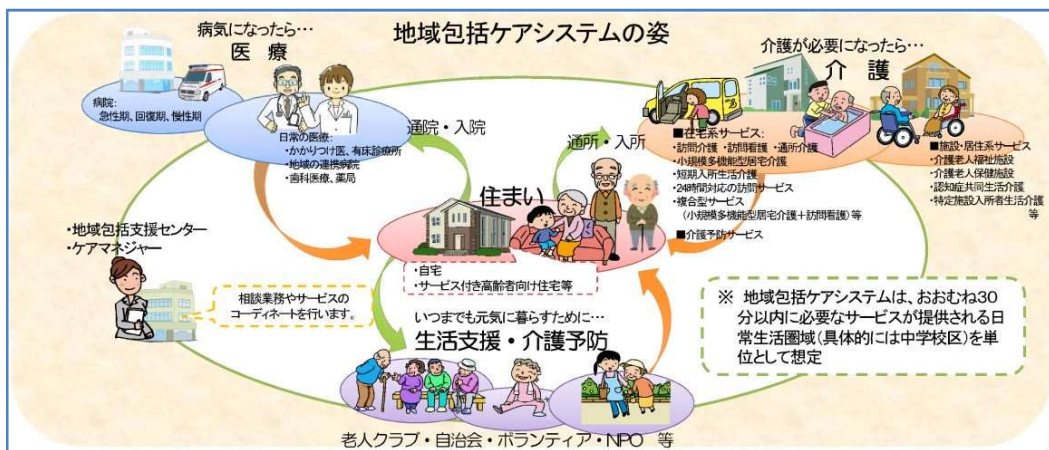 地域包括ケアシステムの姿
病気になったら…
医 療
病院:
急性期、回復期、慢性期
日常の医療:
・かかりつけ医、有床診療所
・地域の連携病院
・歯科医療、薬局
通院・入院
通所・入所
介護が必要になったら…
介 護
■在宅系サービス:
・訪問介護 ・訪問看護 ・通所介護
・小規模多機能型居宅介護
・短期入所生活介護
・24時間対応の訪問サービス
・複合型サービス
(小規模多機能型居宅介護+訪問看護)等
■介護予防サービス
■施設・居住系サービス
・介護老人福祉施設
・介護老人保健施設
・認知症共同生活介護
・特定施設入所者生活介護
等
住まい
・自宅
・サービス付き高齢者向け住宅等
・地域包括支援センター
・ケアマネジャー
相談業務やサービスの
コーディネートを行います。
いつまでも元気に暮らすために…
生活支援・介護予防
老人クラブ・自治会・ボランティア・NPO 等
※ 地域包括ケアシステムは、おおむね30
分以内に必要なサービスが提供される日
常生活圏域(具体的には中学校区)を単
位として想定